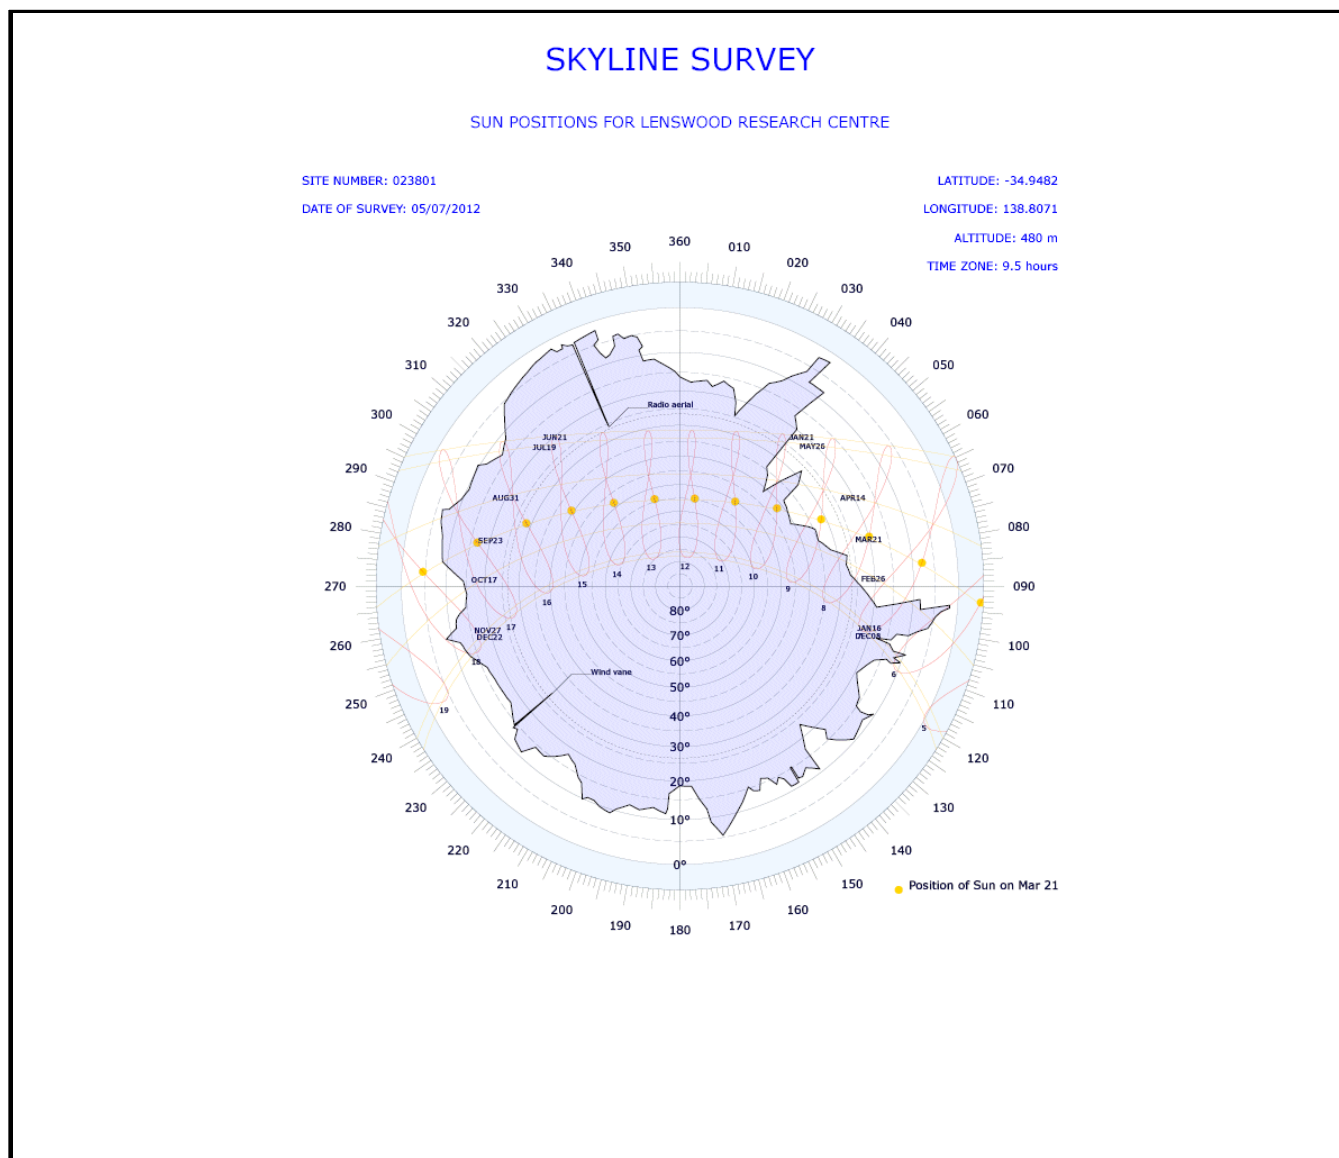 SKYLINE SURVEY
SUN POSITIONS FOR LENSWOOD RESEARCH CENTRE
SITE NUMBER: 023801
LATITUDE: -34.9482
DATE OF SURVEY: 05/07/2012
LONGITUDE: 138.8071
ALTITUDE: 480 m
TIME ZONE: 9.5 hours
350 360 010
340 020
330 030
320 040
310 050
300 060
290 070
280 080
270 090
260 100
250 110
240 120
230 130
220 140
210 150
200 160
190 180 170
Radio aerial
JUN21 JAN21
JUL19 MAY26
AUG31 APR14
SEP23 MAR21
OCT17 FEB26
NOV27 JAN16
DEC22
19 18 17 16 15 14 13 12 11 10 9 8 6 5
Wind vane
80°
70°
60°
50°
40°
30°
20°
10°
0°
Position of Sun on Mar 21